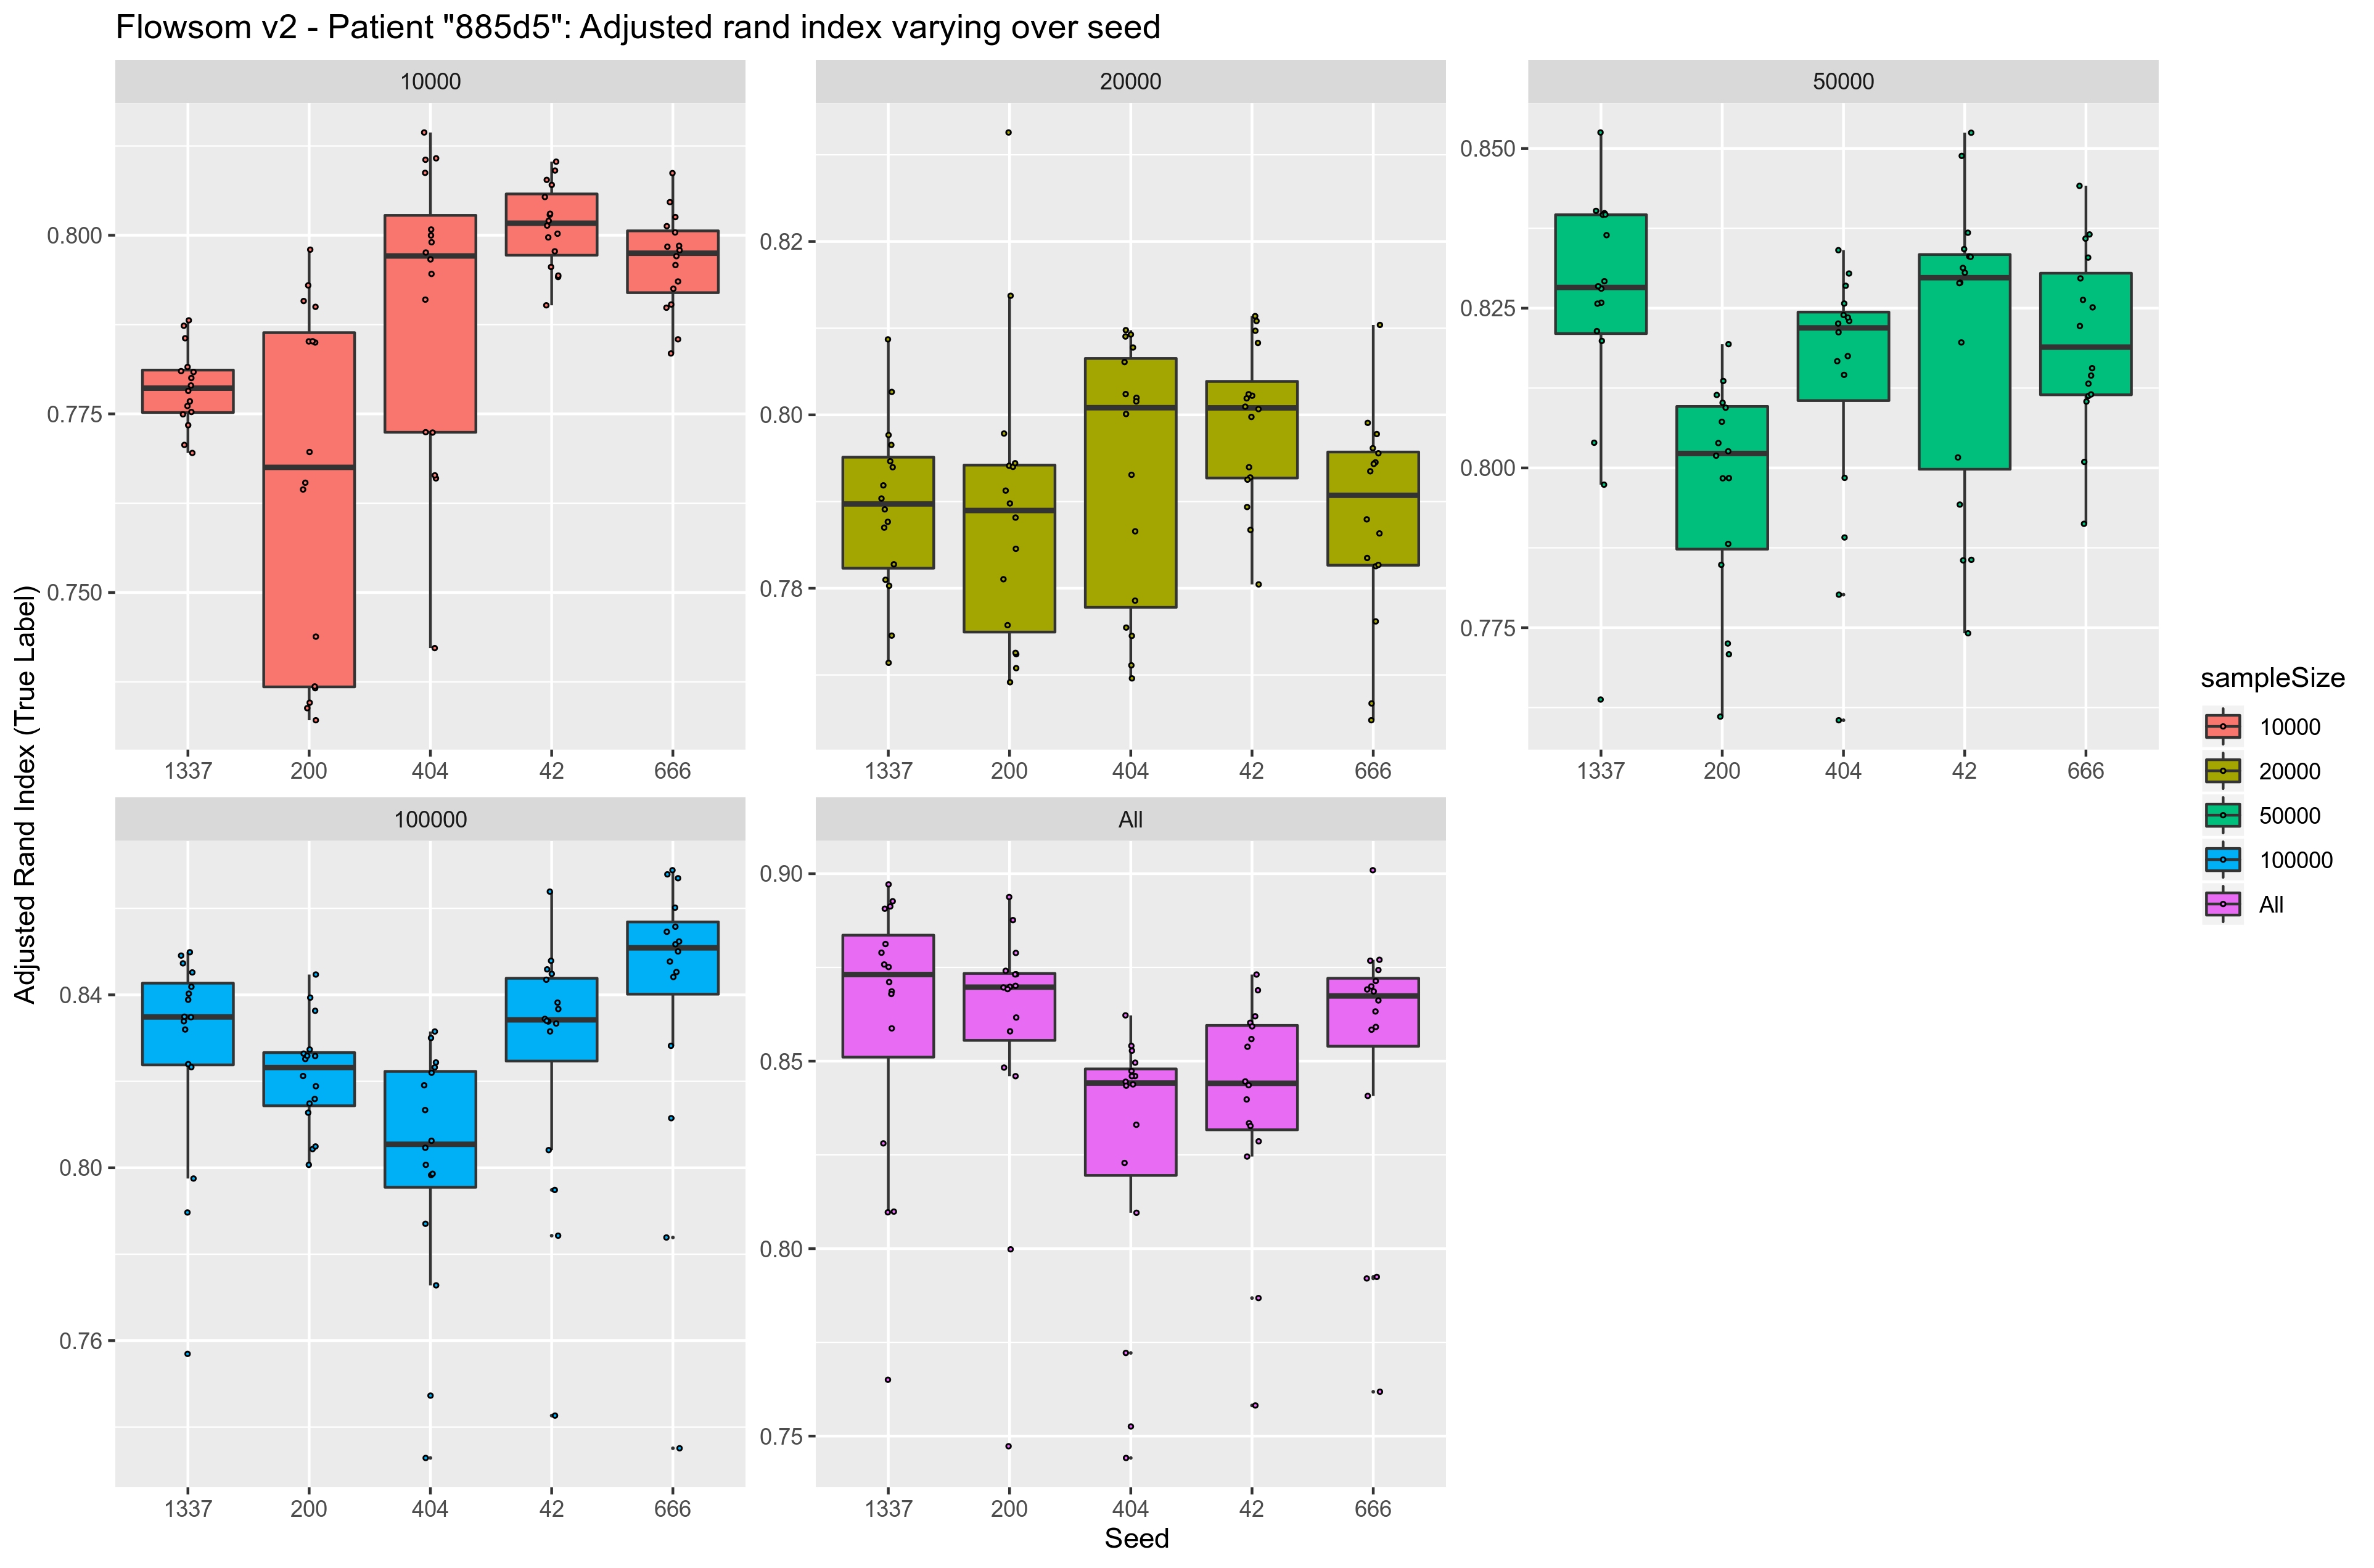 Flowsom v2 - Patient "885d5": Adjusted rand index varying over seed
10000
20000
50000
0.800
0.775
0.750
0.82
0.80
0.78
0.850
0.825
0.800
0.775
1337 200 404 42 666
1337 200 404 42 666
1337 200 404 42 666
Adjusted Rand Index (True Label)
100000
All
0.84
0.80
0.76
0.90
0.85
0.80
0.75
1337 200 404 42 666
1337 200 404 42 666
Seed
sampleSize
10000
20000
50000
100000
All